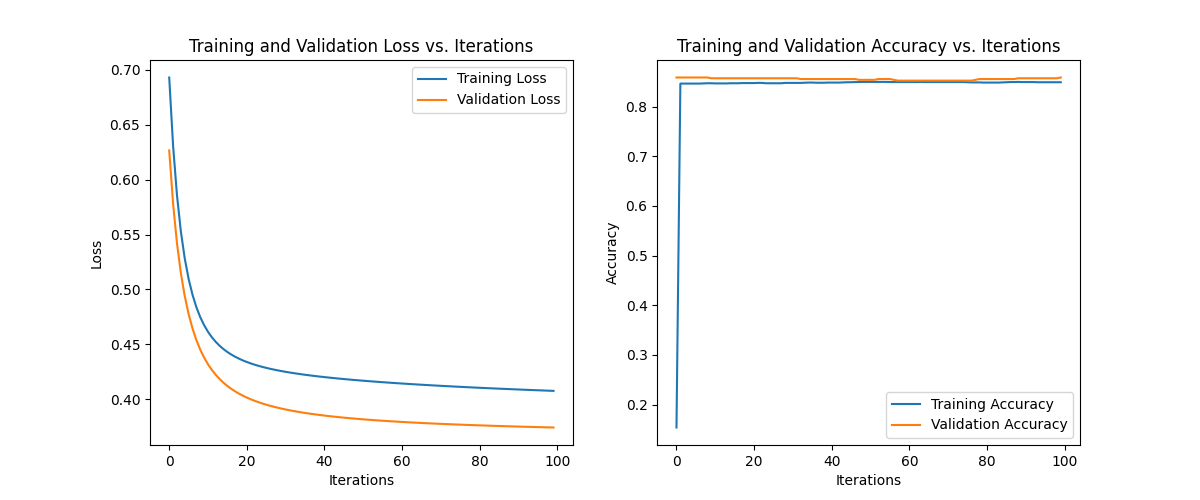 Training and Validation Loss vs. Iterations
0.70
0.65
0.60
0.55
0.50
0.45
0.40
Loss
Training Loss
Validation Loss
0 20 40 60 80 100
Iterations
Training and Validation Accuracy vs. Iterations
0.8
0.7
0.6
0.5
0.4
0.3
0.2
Accuracy
Training Accuracy
Validation Accuracy
0 20 40 60 80 100
Iterations